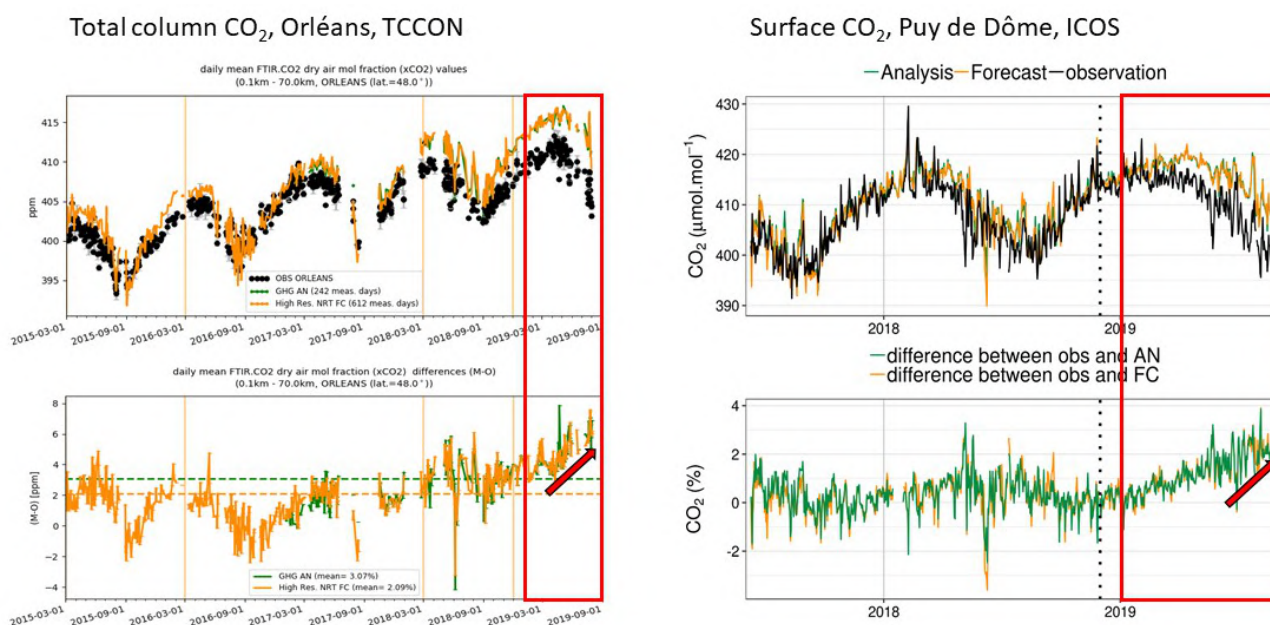 Total column CO₂, Orléans, TCCON
daily mean FTIR.CO2 dry air mol fraction (xCO2) values
(0.1km - 70.0km, ORLEANS (lat.=48.0°))
415
410
405
400
395
ppm
OBS ORLEANS
GHG AN (242 meas. days)
High Res. NRT FC (612 meas. days)
2015-03-01
2015-09-01
2016-03-01
2016-09-01
2017-03-01
2017-09-01
2018-03-01
2018-09-01
2019-03-01
2019-09-01
daily mean FTIR.CO2 dry air mol fraction (xCO2) differences (M-O)
(0.1km - 70.0km, ORLEANS (lat.=48.0°))
8
6
4
2
0
-2
-4
(M-O) [ppm]
GHG AN (mean= 3.07%)
High Res. NRT FC (mean= 2.09%)
2015-03-01
2015-09-01
2016-03-01
2016-09-01
2017-03-01
2017-09-01
2018-03-01
2018-09-01
2019-03-01
2019-09-01
Surface CO₂, Puy de Dôme, ICOS
Analysis Forecast observation
430
420
410
400
390
CO₂ (μmol.mol⁻¹)
2018
2019
difference between obs and AN
difference between obs and FC
4
2
0
-2
CO₂ (%)
2018
2019